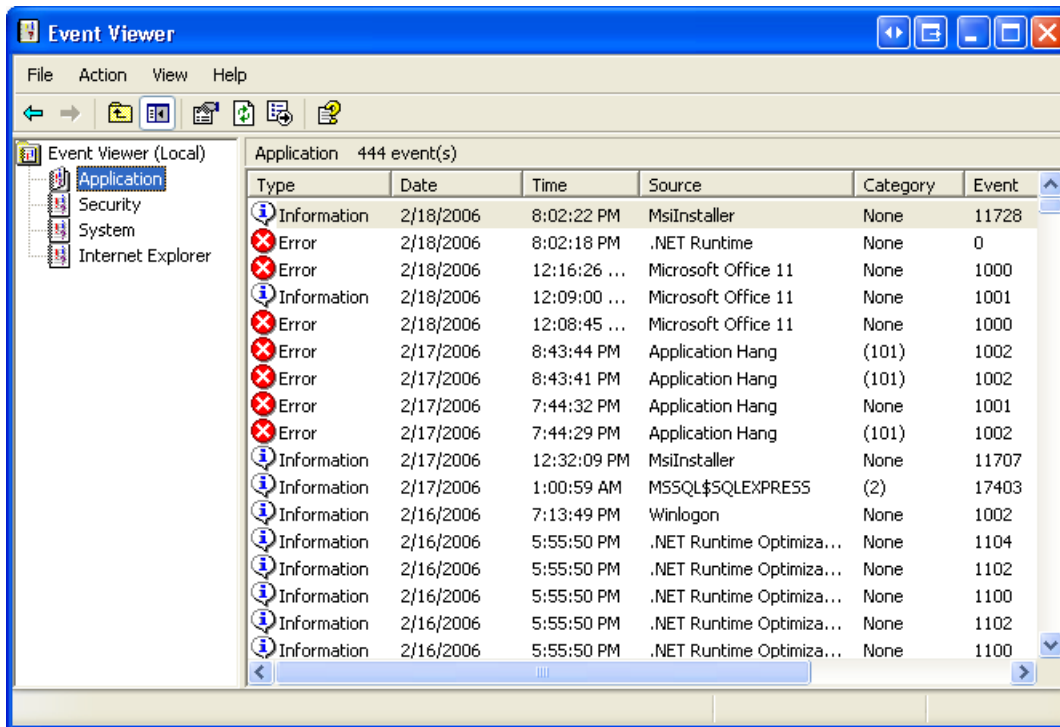 Event Viewer
File Action View Help
Event Viewer (Local)
Application
Security
System
Internet Explorer
Application 444 event(s)
Type Date Time Source Category Event
Information 2/18/2006 8:02:22 PM MsiInstaller None 11728
Error 2/18/2006 8:02:18 PM .NET Runtime None 0
Error 2/18/2006 12:16:26 ... Microsoft Office 11 None 1000
Information 2/18/2006 12:09:00 ... Microsoft Office 11 None 1001
Error 2/18/2006 12:08:45 ... Microsoft Office 11 None 1000
Error 2/17/2006 8:43:44 PM Application Hang (101) 1002
Error 2/17/2006 8:43:41 PM Application Hang (101) 1002
Error 2/17/2006 7:44:32 PM Application Hang None 1001
Error 2/17/2006 7:44:29 PM Application Hang (101) 1002
Information 2/17/2006 12:32:09 PM MsiInstaller None 11707
Information 2/17/2006 1:00:59 AM MSSQL$SQLEXPRESS (2) 17403
Information 2/16/2006 7:13:49 PM Winlogon None 1002
Information 2/16/2006 5:55:50 PM .NET Runtime Optimiza... None 1104
Information 2/16/2006 5:55:50 PM .NET Runtime Optimiza... None 1102
Information 2/16/2006 5:55:50 PM .NET Runtime Optimiza... None 1100
Information 2/16/2006 5:55:50 PM .NET Runtime Optimiza... None 1102
Information 2/16/2006 5:55:50 PM .NET Runtime Optimiza... None 1100